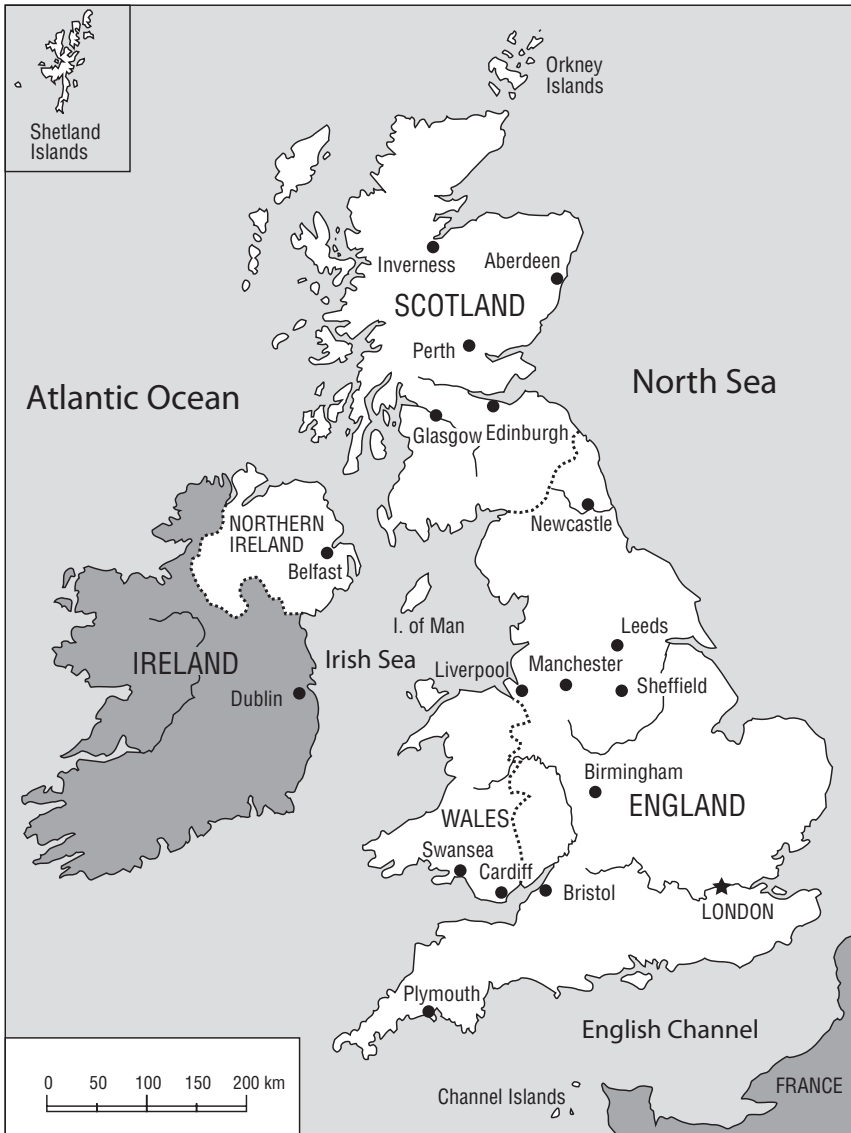 Shetland
Islands
Orkney
Islands
Inverness
Aberdeen
SCOTLAND
Perth
Atlantic Ocean
North Sea
Glasgow
Edinburgh
NORTHERN
IRELAND
Newcastle
Belfast
I. of Man
Leeds
IRELAND
Irish Sea
Liverpool
Manchester
Sheffield
Dublin
Birmingham
ENGLAND
WALES
Swansea
Cardiff
Bristol
LONDON
Plymouth
English Channel
0 50 100 150 200 km
Channel Islands
FRANCE